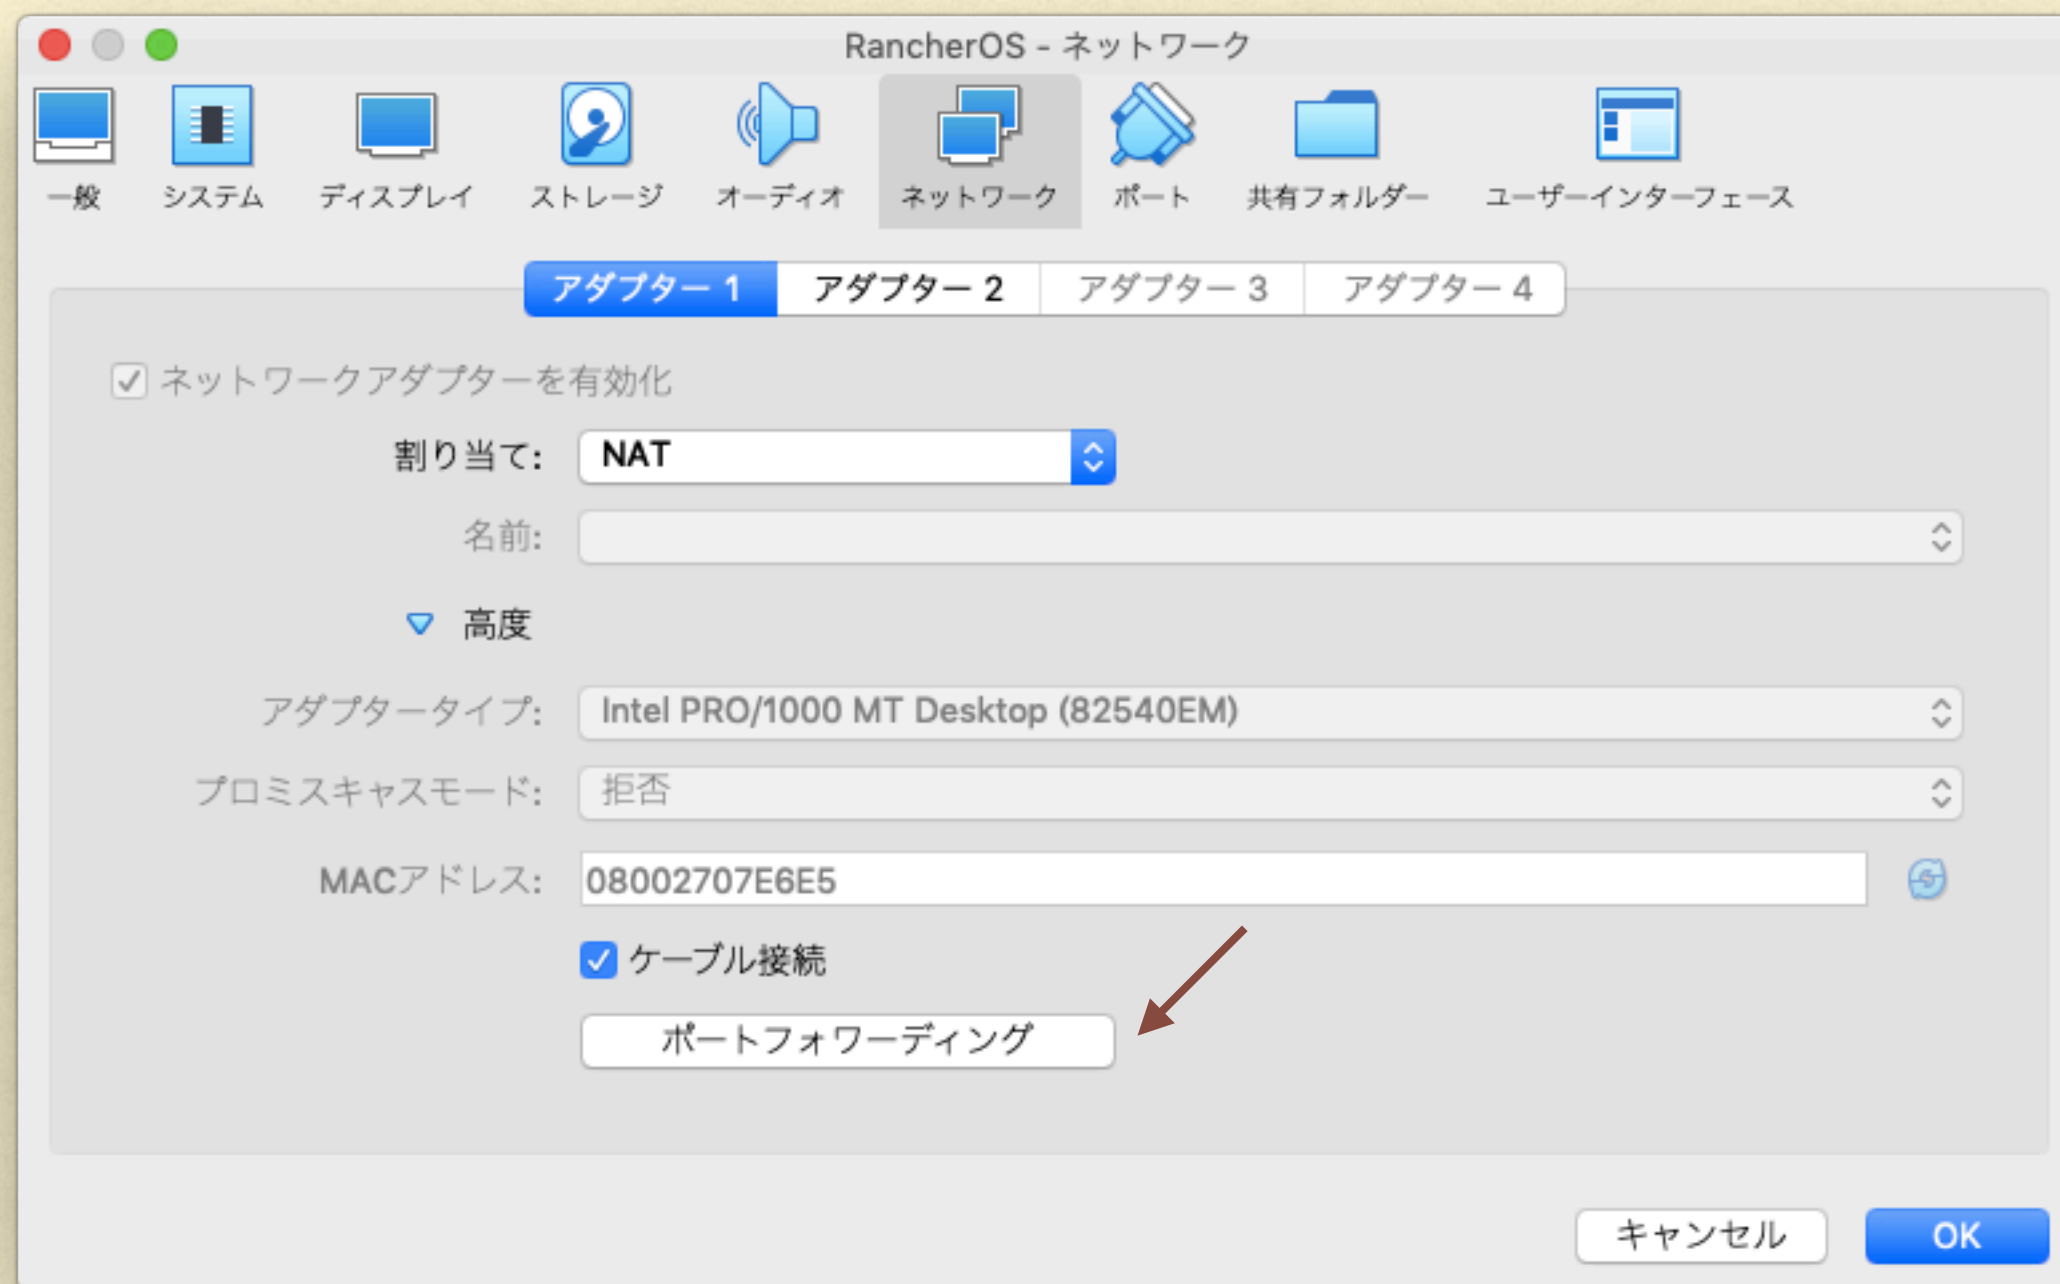 RancherOS - ネットワーク
一般 システム ディスプレイ ストレージ オーディオ ネットワーク ポート 共有フォルダー ユーザーインターフェース
アダプター 1 アダプター 2 アダプター 3 アダプター 4
ネットワークアダプターを有効化
割り当て: NAT
名前:
高度
アダプタータイプ: Intel PRO/1000 MT Desktop (82540EM)
プロミスキャスモード: 拒否
MACアドレス: 08002707E6E5
ケーブル接続
ポートフォワーディング
キャンセル OK